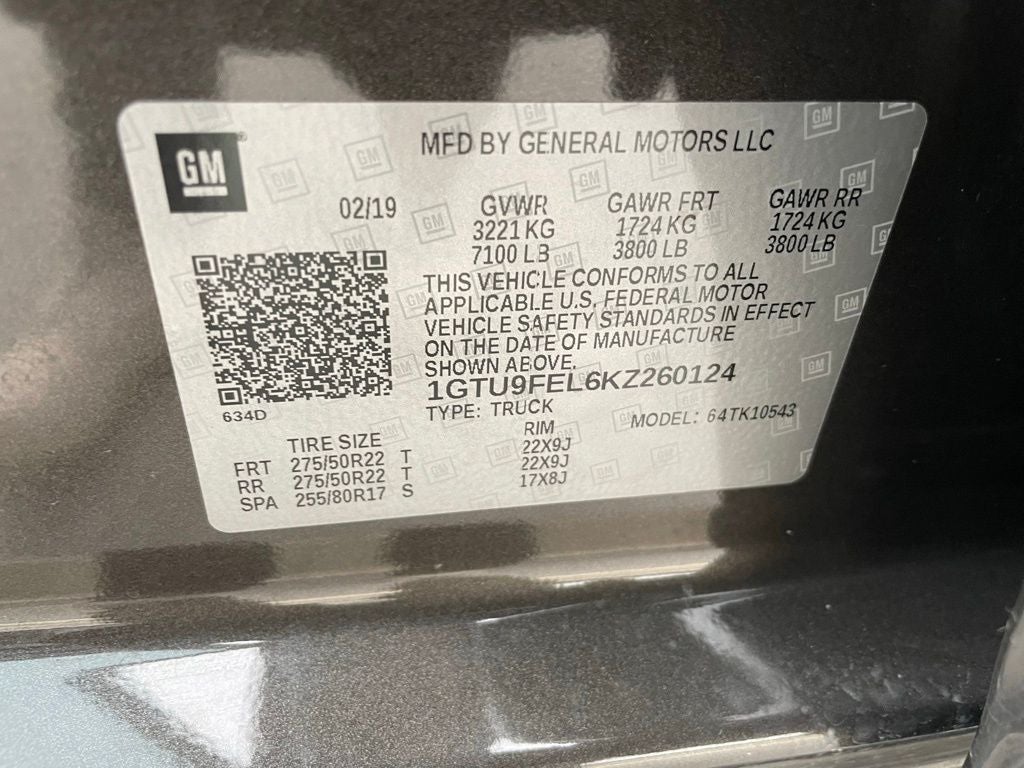 GM
MFD BY GENERAL MOTORS LLC
02/19
GVWR GAWR FRT GAWR RR
3221 KG 1724 KG 1724 KG
7100 LB 3800 LB 3800 LB
THIS VEHICLE CONFORMS TO ALL
APPLICABLE U.S. FEDERAL MOTOR
VEHICLE SAFETY STANDARDS IN EFFECT
ON THE DATE OF MANUFACTURE
SHOWN ABOVE.
1GTU9FEL6KZ260124
TYPE: TRUCK MODEL: 64TK10543
634D
TIRE SIZE RIM
FRT 275/50R22 T 22X9J
RR 275/50R22 T 22X9J
SPA 255/80R17 S 17X8J